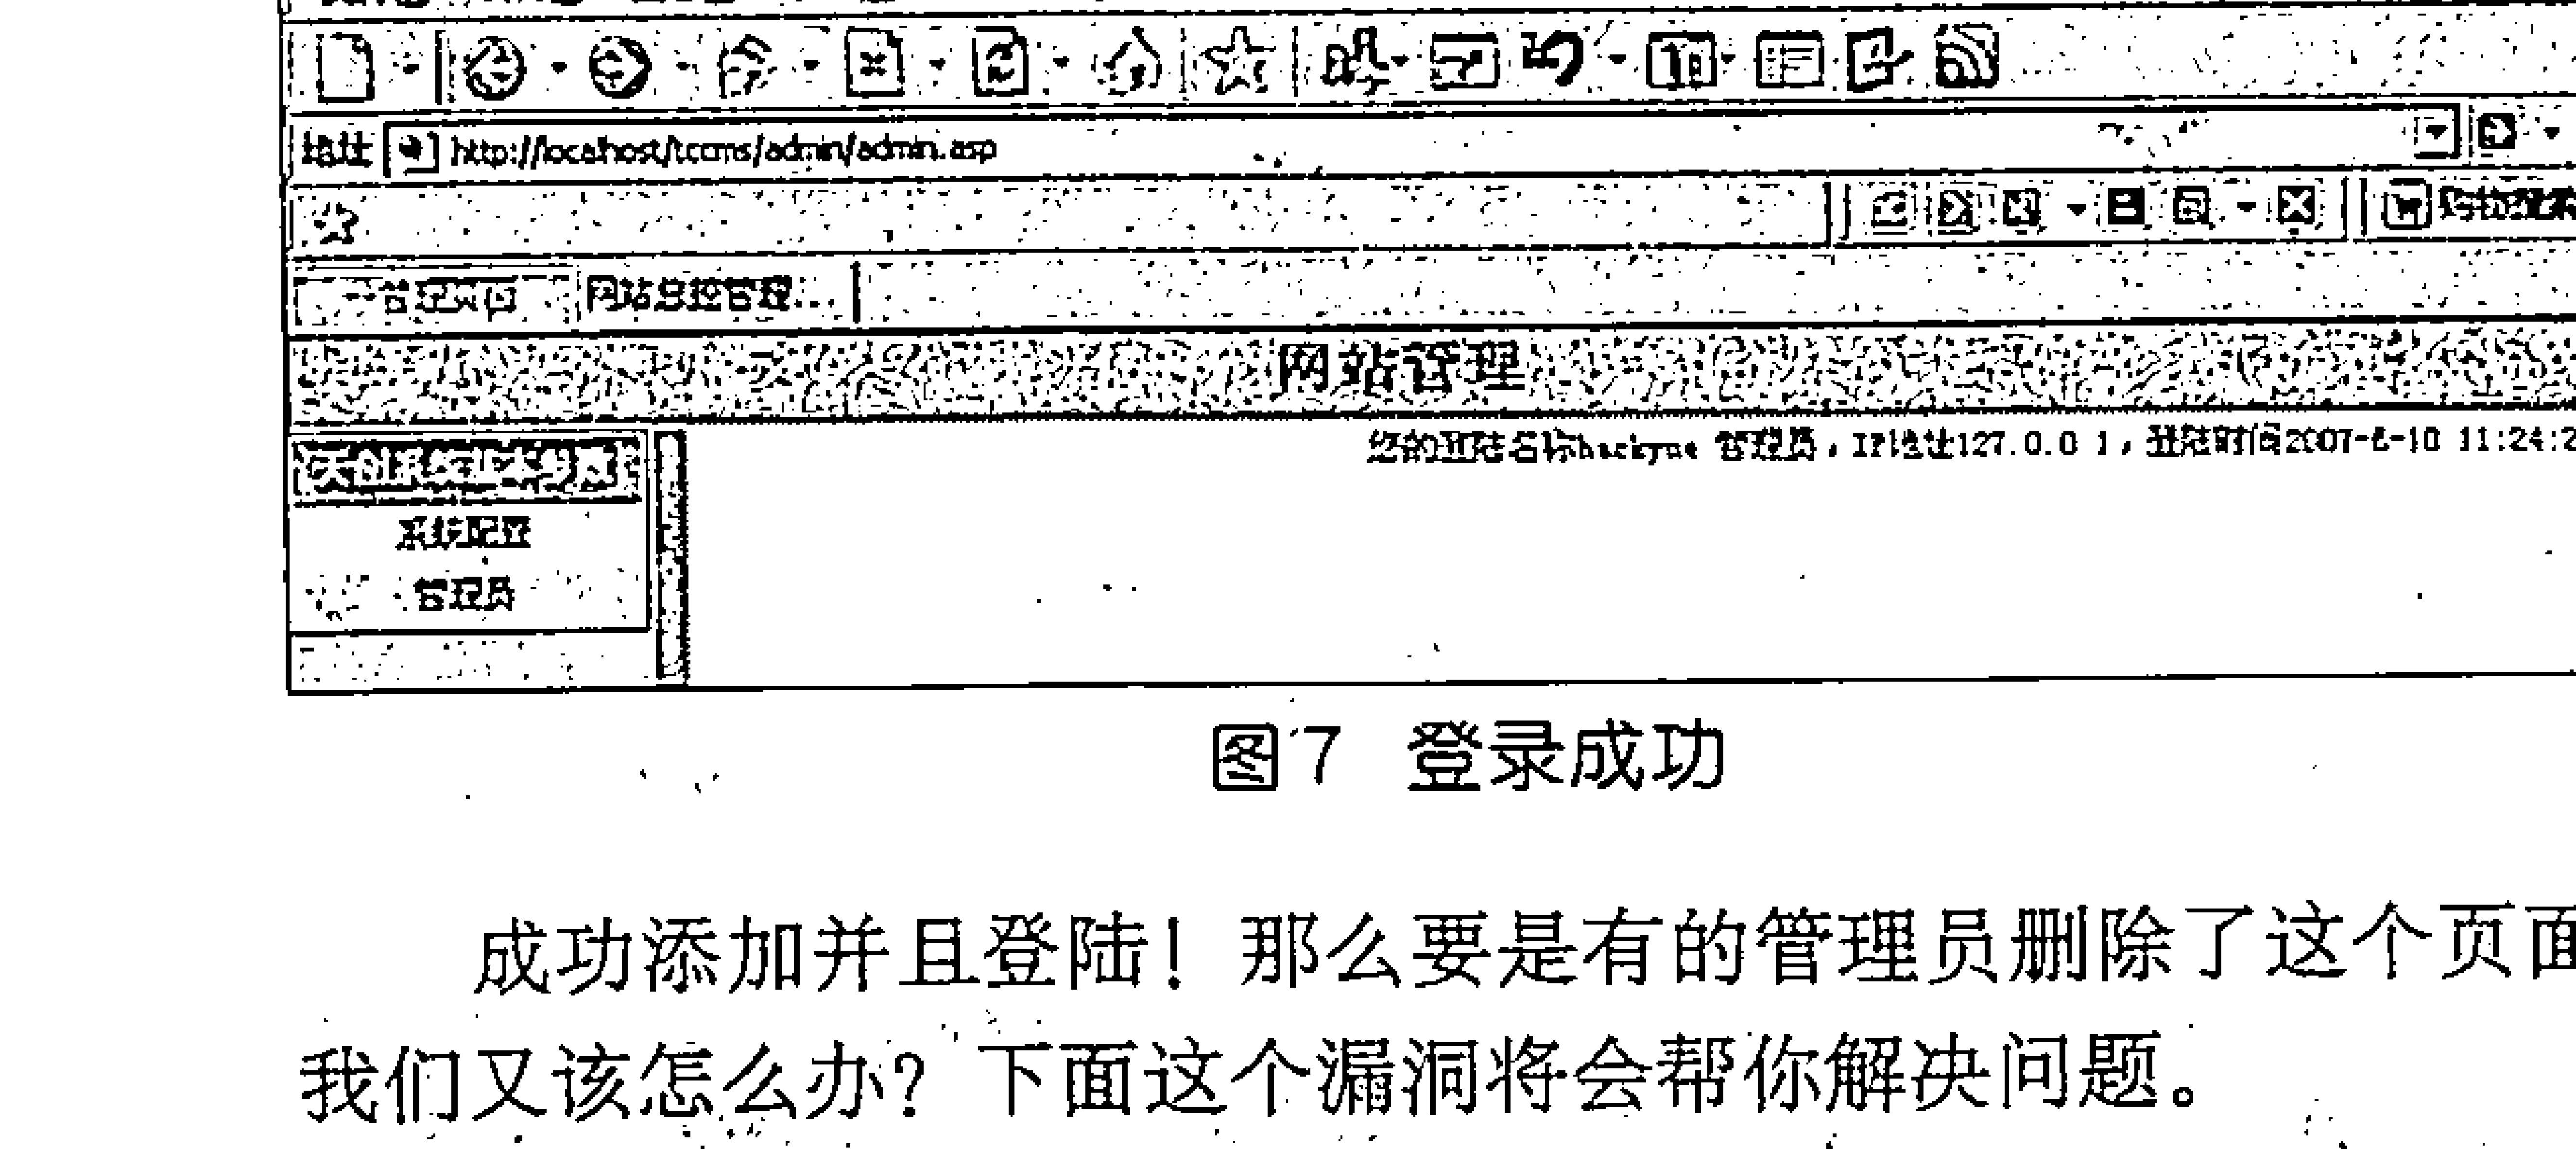 地址 http://localhost/tccms/admin/admin.asp
网站管理
您的登陆名称hackyne 管理员，IP地址127.0.0.1，登陆时间2007-6-10 11:24:2
系统配置
管理员
图7 登录成功
成功添加并且登陆！那么要是有的管理员删除了这个页面
我们又该怎么办？下面这个漏洞将会帮你解决问题。